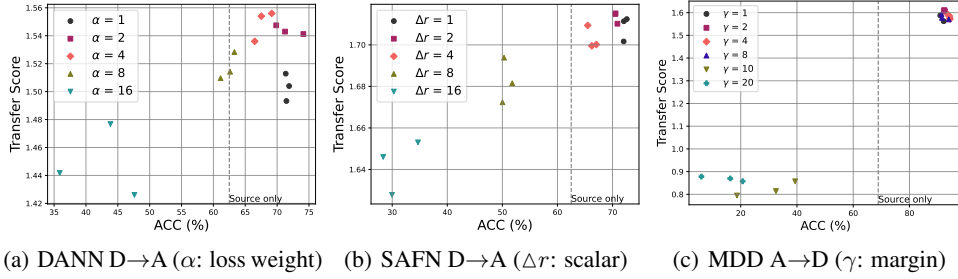 Transfer Score
1.56
1.54
1.52
1.50
1.48
1.46
1.44
1.42
α = 1
α = 2
α = 4
α = 8
α = 16
Source only
35 40 45 50 55 60 65 70 75
ACC (%)
(a) DANN D→A (α: loss weight)
Transfer Score
1.70
1.68
1.66
1.64
Δr = 1
Δr = 2
Δr = 4
Δr = 8
Δr = 16
Source only
30 40 50 60 70
ACC (%)
(b) SAFN D→A (△r: scalar)
Transfer Score
1.6
1.5
1.4
1.3
1.2
1.1
1.0
0.9
0.8
γ = 1
γ = 2
γ = 4
γ = 8
γ = 10
γ = 20
Source only
20 40 60 80
ACC (%)
(c) MDD A→D (γ: margin)